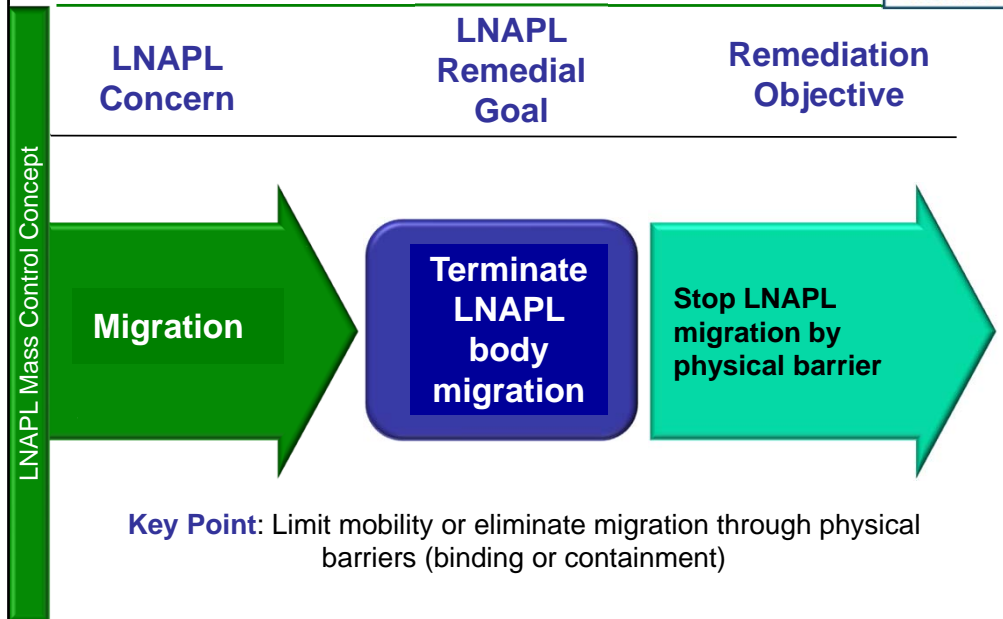 LNAPL
Concern
LNAPL
Remedial
Goal
Remediation
Objective
LNAPL Mass Control Concept
Migration
Terminate
LNAPL
body
migration
Stop LNAPL
migration by
physical barrier
Key Point: Limit mobility or eliminate migration through physical
barriers (binding or containment)